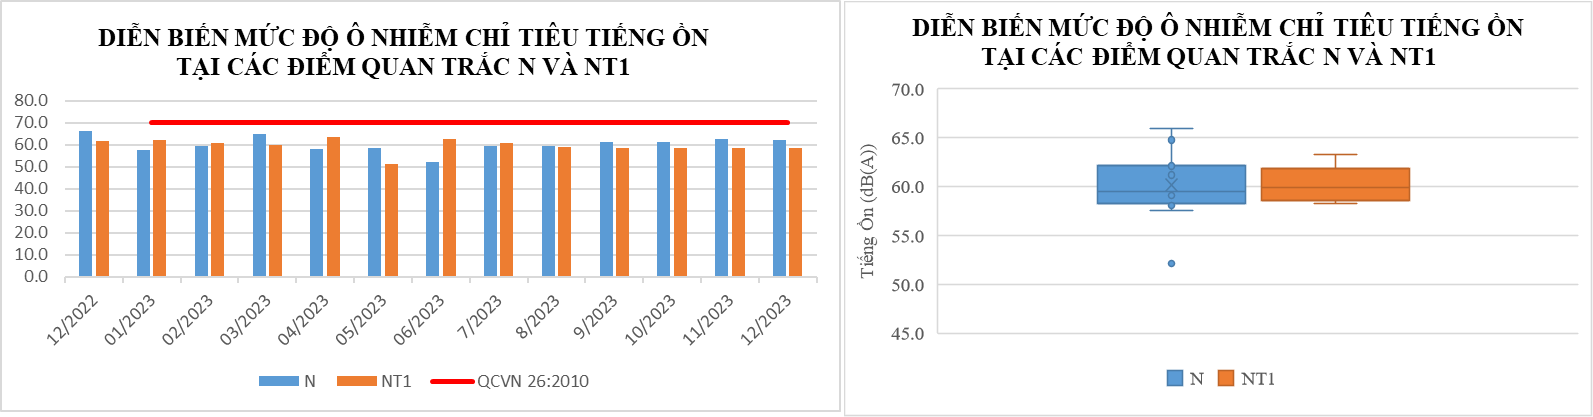 DIỄN BIẾN MỨC ĐỘ Ô NHIỄM CHỈ TIÊU TIẾNG ỒN
TẠI CÁC ĐIỂM QUAN TRẮC N VÀ NT1
80.0
70.0
60.0
50.0
40.0
30.0
20.0
10.0
0.0
12/2022
01/2023
02/2023
03/2023
04/2023
05/2023
06/2023
7/2023
8/2023
9/2023
10/2023
11/2023
12/2023
N
NT1
QCVN 26:2010
DIỄN BIẾN MỨC ĐỘ Ô NHIỄM CHỈ TIÊU TIẾNG ỒN
TẠI CÁC ĐIỂM QUAN TRẮC N VÀ NT1
Tiếng Ồn (dB(A))
70.0
65.0
60.0
55.0
50.0
45.0
N
NT1